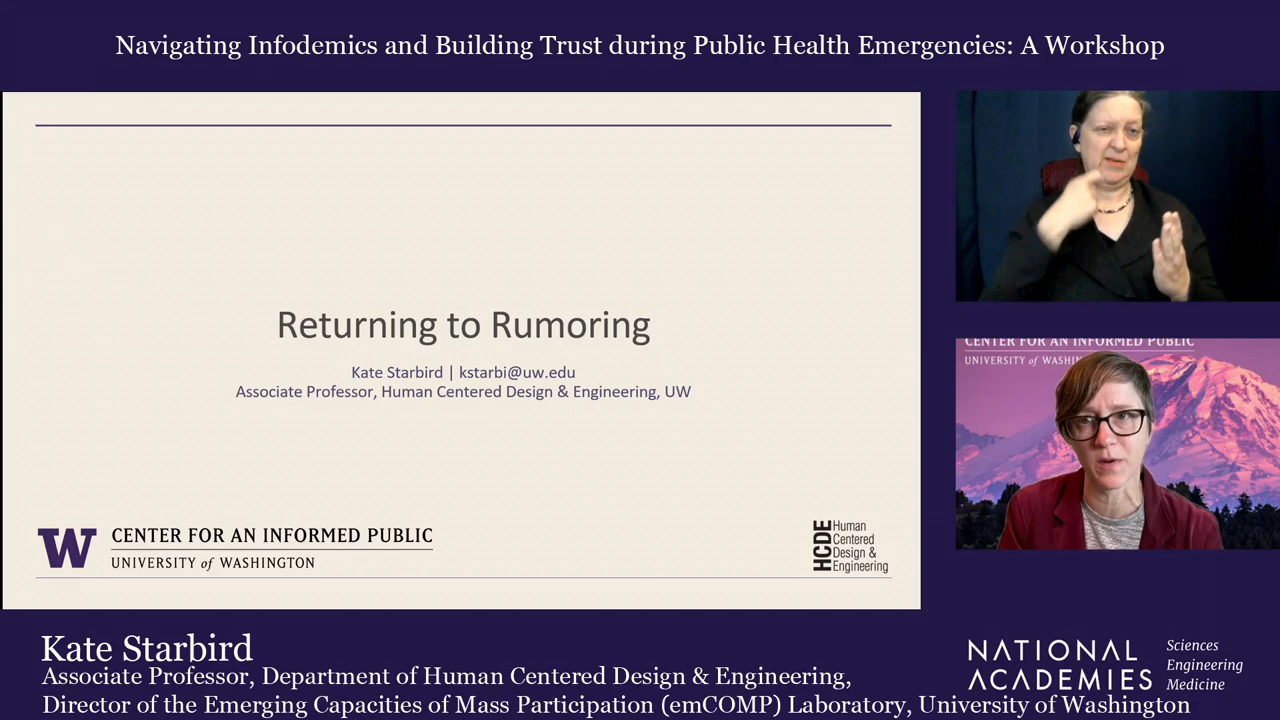 Navigating Infodemics and Building Trust during Public Health Emergencies: A Workshop
Returning to Rumoring
Kate Starbird | kstarbi@uw.edu
Associate Professor, Human Centered Design & Engineering, UW
W CENTER FOR AN INFORMED PUBLIC
UNIVERSITY of WASHINGTON
HCDE
Human
Centered
Design &
Engineering
CENTER FOR AN INFORMED PUBLIC
UNIVERSITY of
Kate Starbird
Associate Professor, Department of Human Centered Design & Engineering,
Director of the Emerging Capacities of Mass Participation (emCOMP) Laboratory, University of Washington
NATIONAL
ACADEMIES
Sciences
Engineering
Medicine